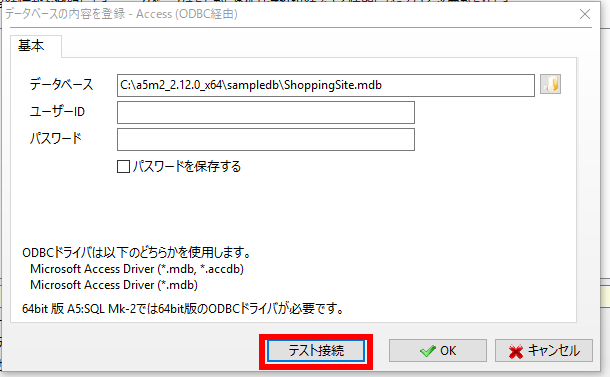 データベースの内容を登録 - Access (ODBC経由)
基本
データベース C:\a5m2_2.12.0_x64\sampledb\ShoppingSite.mdb
ユーザーID
パスワード
パスワードを保存する
ODBCドライバは以下のどちらかを使用します。
Microsoft Access Driver (*.mdb, *.accdb)
Microsoft Access Driver (*.mdb)
64bit 版 A5:SQL Mk-2では64bit版のODBCドライバが必要です。
テスト接続 OK キャンセル